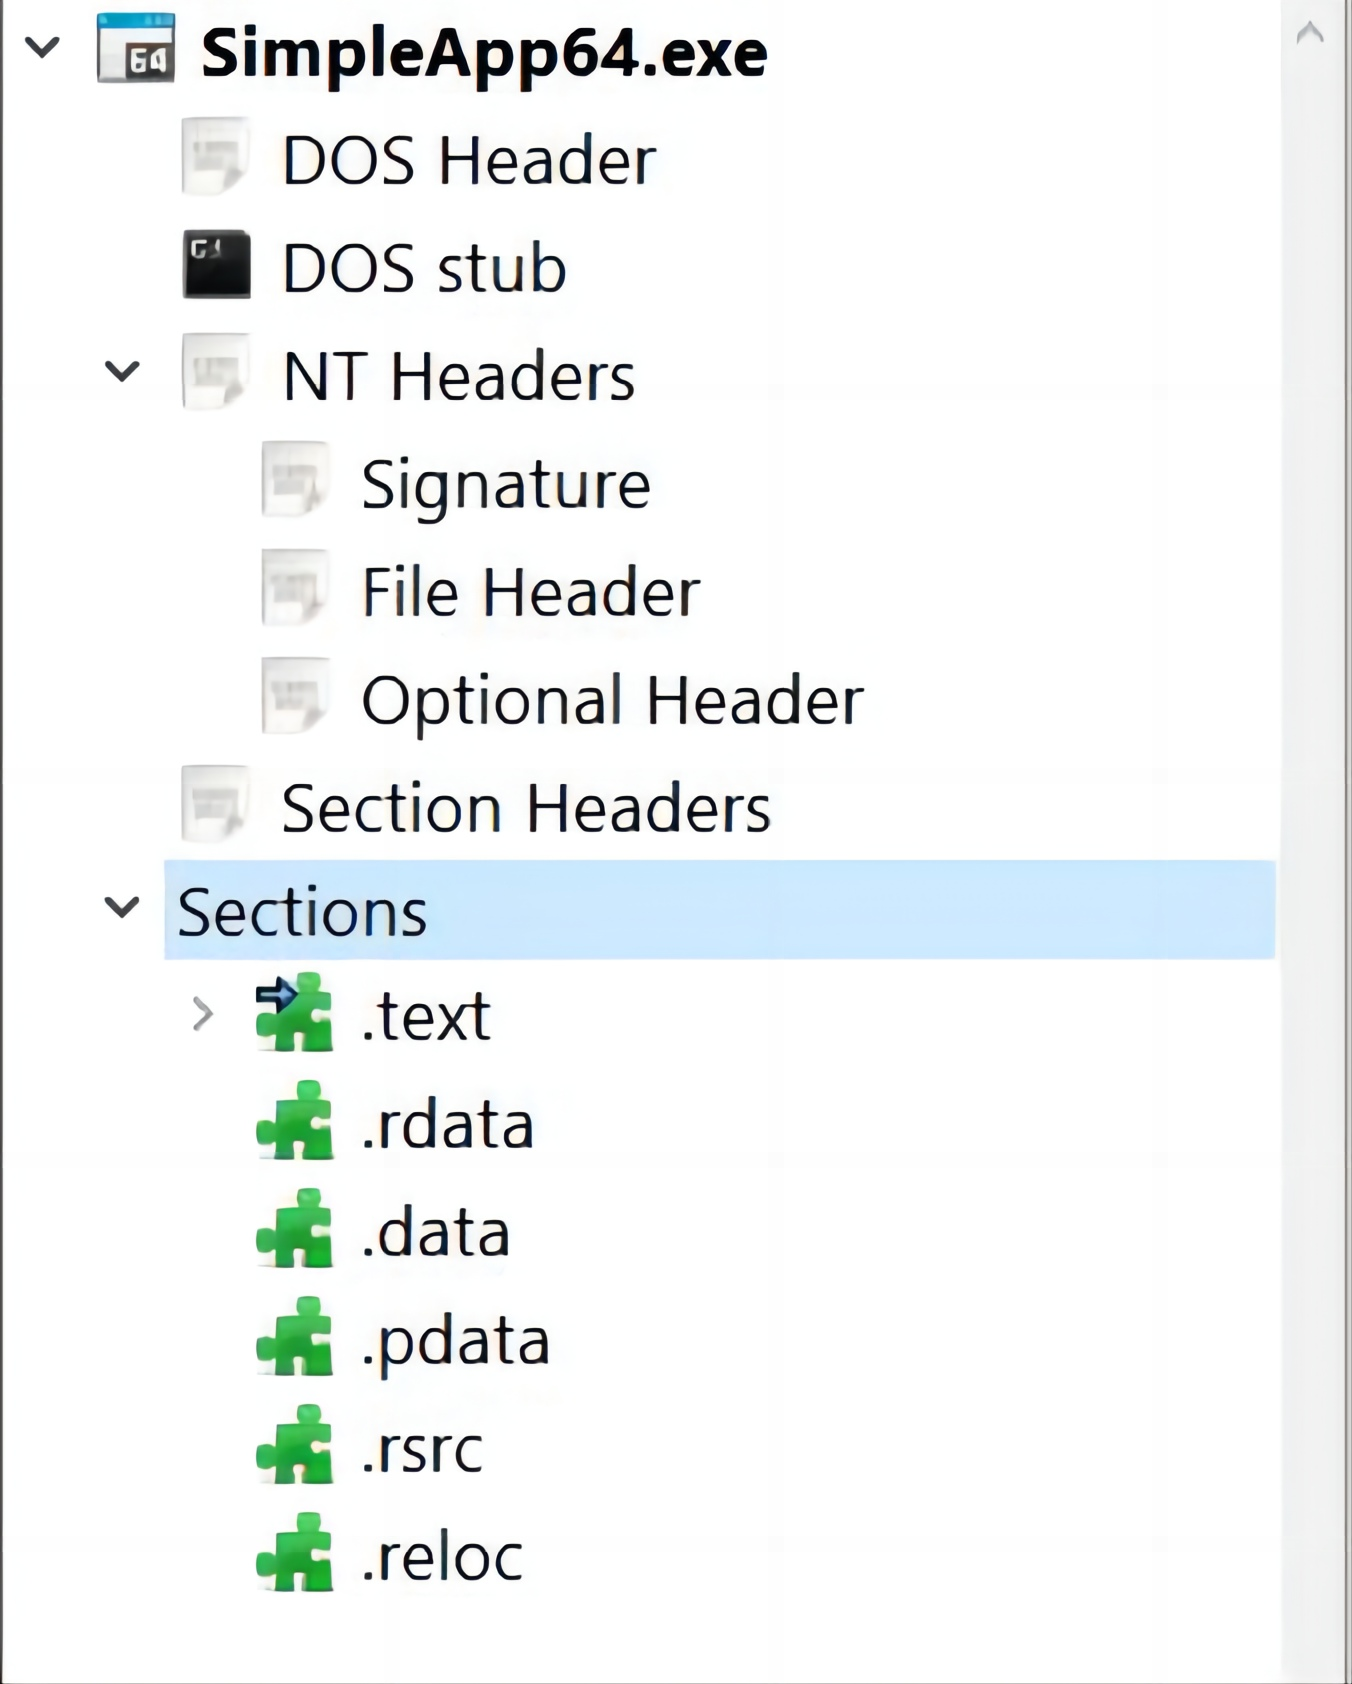 SimpleApp64.exe
DOS Header
DOS stub
NT Headers
Signature
File Header
Optional Header
Section Headers
Sections
.text
.rdata
.data
.pdata
.rsrc
.reloc